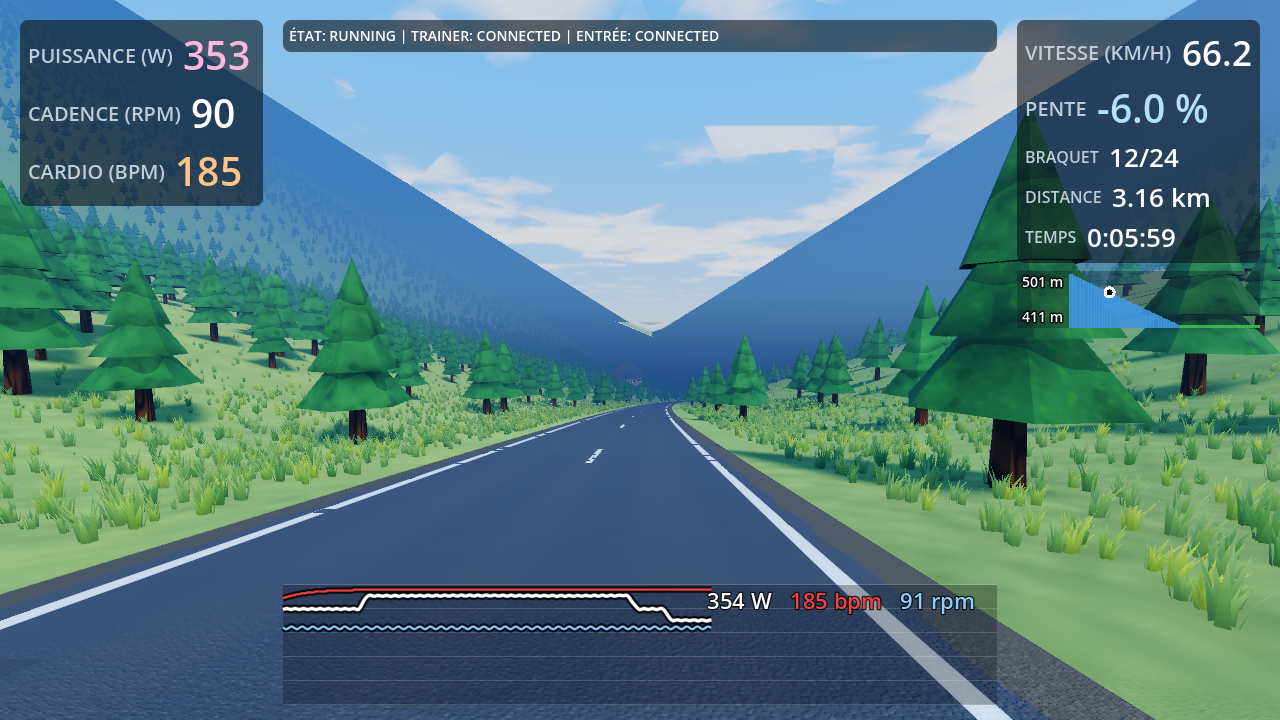 PUISSANCE (W) 353
CADENCE (RPM) 90
CARDIO (BPM) 185
ÉTAT: RUNNING | TRAINER: CONNECTED | ENTRÉE: CONNECTED
VITESSE (KM/H) 66.2
PENTE -6.0 %
BRAQUET 12/24
DISTANCE 3.16 km
TEMPS 0:05:59
501 m
411 m
354 W 185 bpm 91 rpm